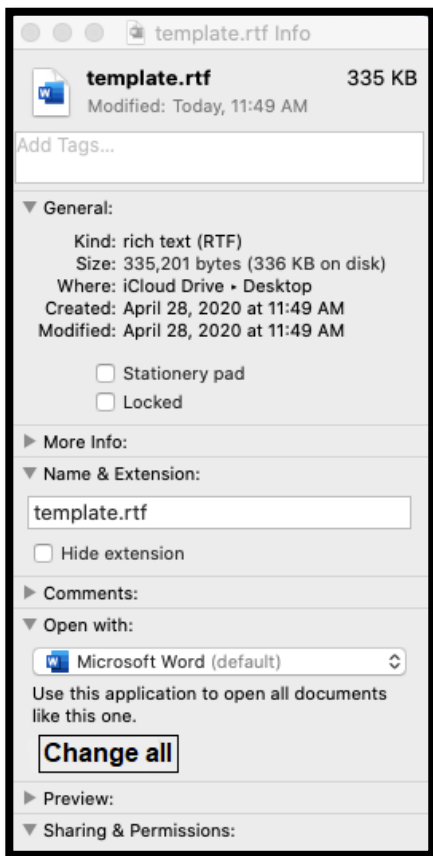 template.rtf Info
template.rtf 335 KB
Modified: Today, 11:49 AM
Add Tags...
General:
Kind: rich text (RTF)
Size: 335,201 bytes (336 KB on disk)
Where: iCloud Drive ▸ Desktop
Created: April 28, 2020 at 11:49 AM
Modified: April 28, 2020 at 11:49 AM
Stationery pad
Locked
More Info:
Name & Extension:
template.rtf
Hide extension
Comments:
Open with:
Microsoft Word (default)
Use this application to open all documents
like this one.
Change all
Preview:
Sharing & Permissions: